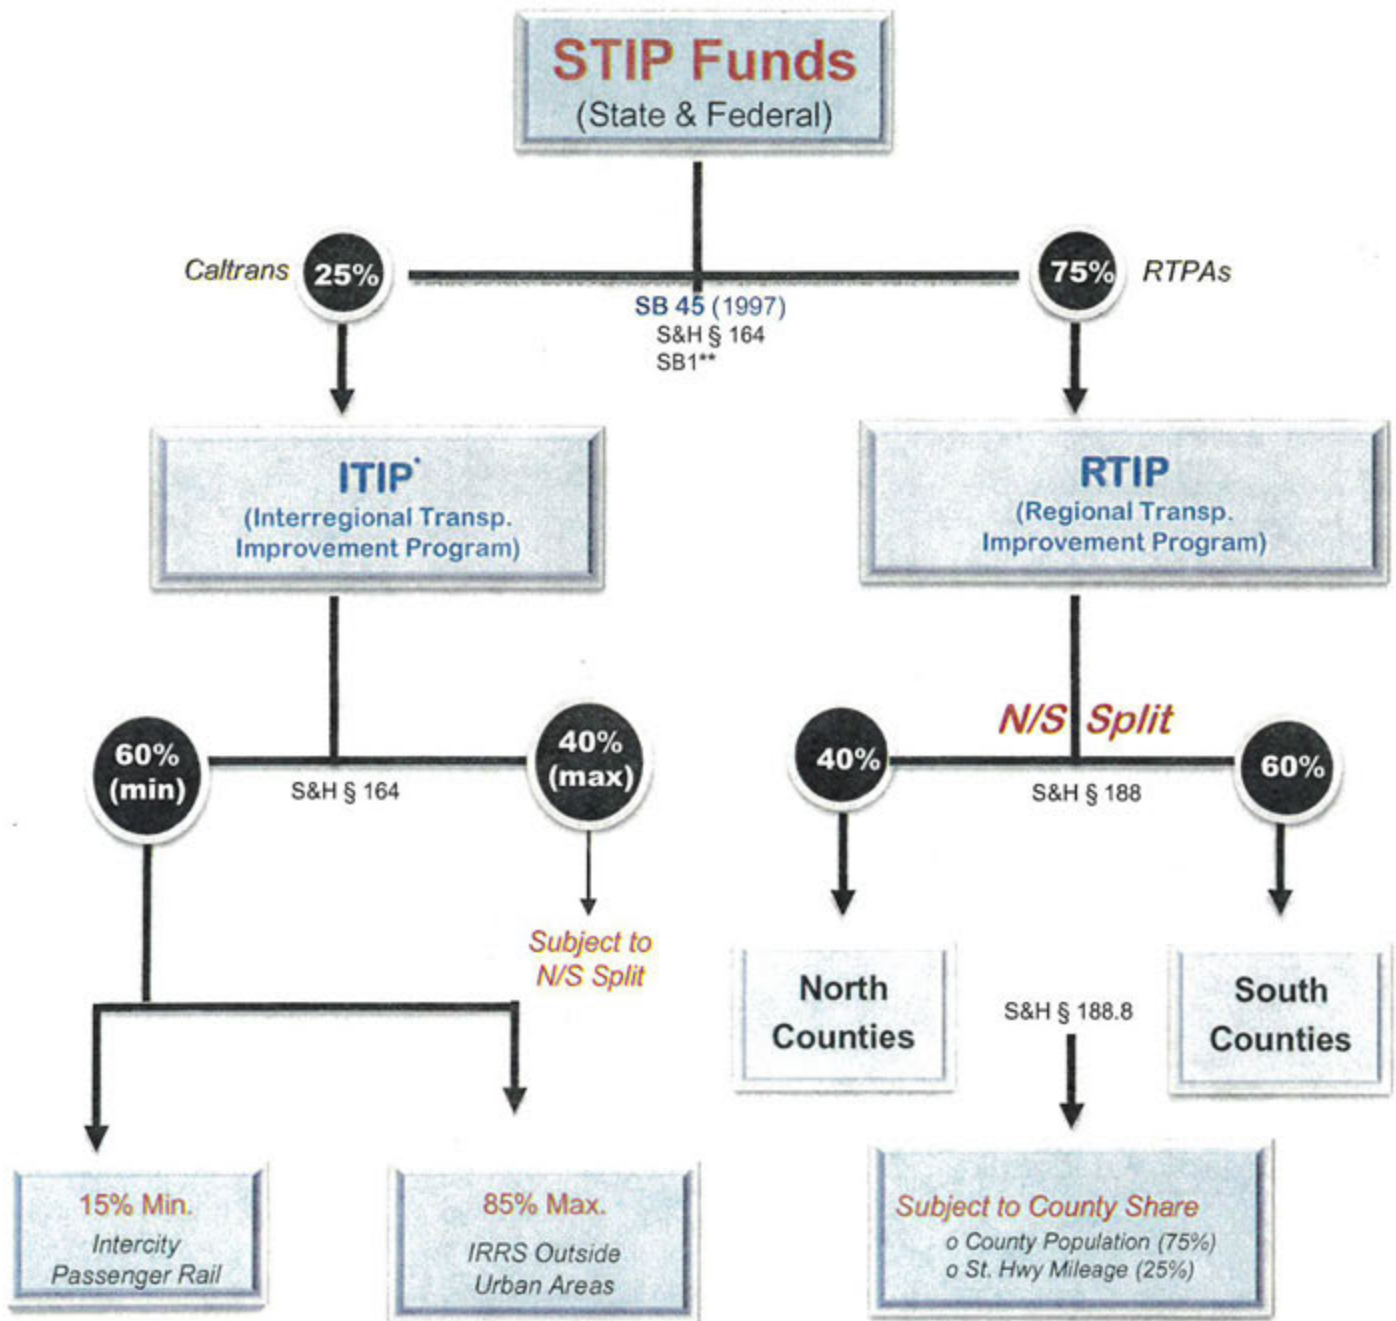 STIP Funds
(State & Federal)
Caltrans
25%
75%
RTPAs
SB 45 (1997)
S&H § 164
SB1**
ITIP*
(Interregional Transp.
Improvement Program)
RTIP
(Regional Transp.
Improvement Program)
60%
(min)
S&H § 164
40%
(max)
N/S Split
40%
S&H § 188
60%
Subject to
N/S Split
North
Counties
S&H § 188.8
South
Counties
15% Min.
Intercity
Passenger Rail
85% Max.
IRRS Outside
Urban Areas
Subject to County Share
o County Population (75%)
o St. Hwy Mileage (25%)